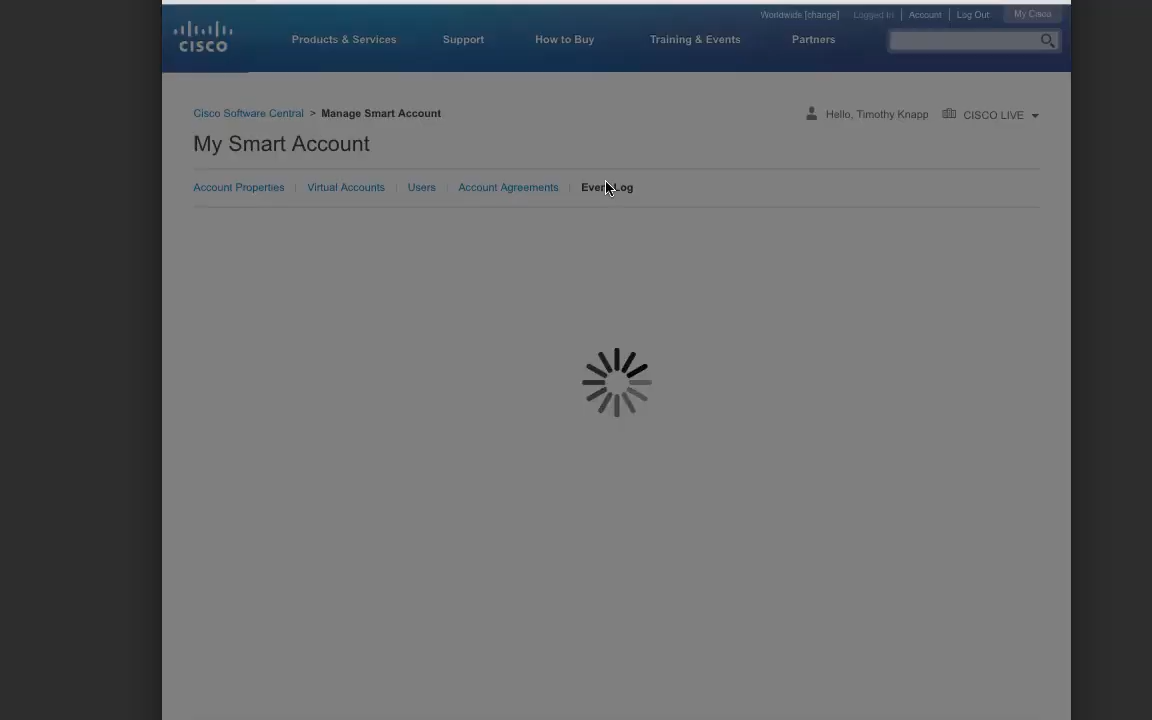 Worldwide [change] Logged In Account Log Out My Cisco
CISCO Products & Services Support How to Buy Training & Events Partners
Cisco Software Central > Manage Smart Account Hello, Timothy Knapp CISCO LIVE
My Smart Account
Account Properties Virtual Accounts Users Account Agreements Event Log